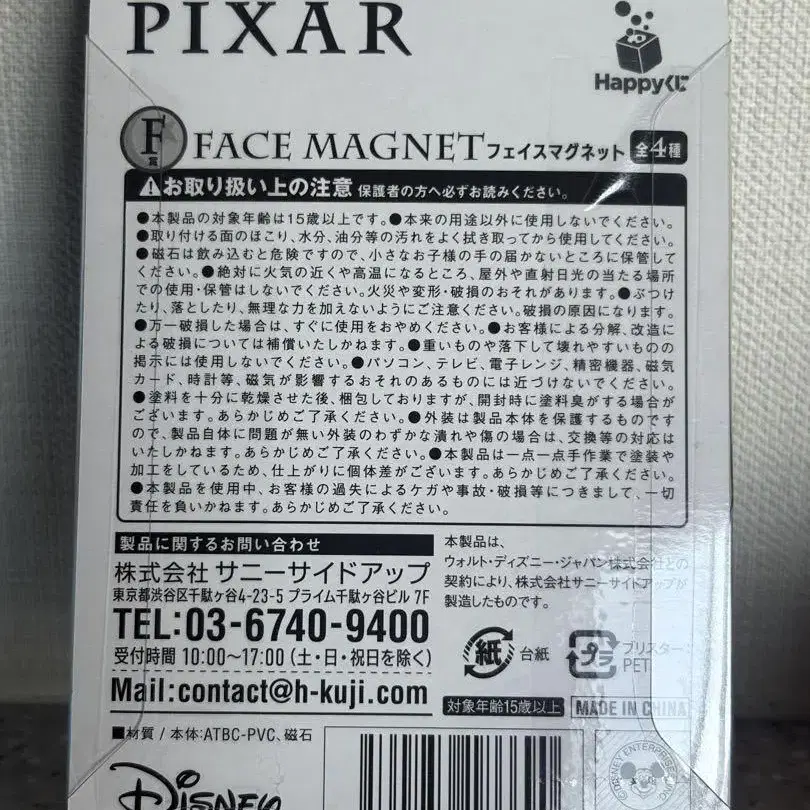 PIXAR
Happyくじ
F賞 FACE MAGNET フェイスマグネット 全4種
⚠お取り扱い上の注意 保護者の方へ必ずお読みください。
●本製品の対象年齢は15歳以上です。●本来の用途以外に使用しないでください。
●取り付ける面のほこり、水分、油分等の汚れをよく拭き取ってから使用してください。
●磁石は飲み込むと危険ですので、小さなお子様の手の届かないところに保管して
ください。●絶対に火気の近くや高温になるところ、屋外や直射日光の当たる場所
での使用・保管はしないでください。火災や変形・破損のおそれがあります。●ぶつけ
たり、落としたり、無理な力を加えないようにご注意ください。破損の原因になります。
●万一破損した場合は、すぐに使用をおやめください。●お客様による分解、改造に
よる破損については補償いたしかねます。●重いものや落下して壊れやすいものの
掲示には使用しないでください。●パソコン、テレビ、電子レンジ、精密機器、磁気
カード、時計等、磁気が影響するおそれのあるものには近づけないでください。
●塗料を十分に乾燥させた後、梱包しておりますが、開封時に塗料臭がする場合が
ございます。あらかじめご了承ください。●外装は製品本体を保護するものです
ので、製品自体に問題が無い外装のわずかな潰れや傷の場合は、交換等の対応は
いたしかねます。あらかじめご了承ください。●本製品は一点一点手作業で塗装や
加工をしているため、仕上がりに個体差がございます。あらかじめご了承ください。
●本製品を使用中、お客様の過失によるケガや事故・破損等につきまして、一切
責任を負いかねます。あらかじめご了承ください。
製品に関するお問い合わせ
株式会社 サニーサイドアップ
東京都渋谷区千駄ヶ谷4-23-5 プライム千駄ヶ谷ビル 7F
TEL:03-6740-9400
受付時間 10:00〜17:00（土・日・祝日を除く）
Mail:contact@h-kuji.com
本製品は、
ウォルト・ディズニー・ジャパン株式会社との
契約により、株式会社サニーサイドアップが
製造したものです。
紙 台紙
プラ ブリスター:
PET
対象年齢15歳以上 MADE IN CHINA
■材質 / 本体:ATBC-PVC、磁石
Disney
©DISNEY ENTERPRISES, INC.